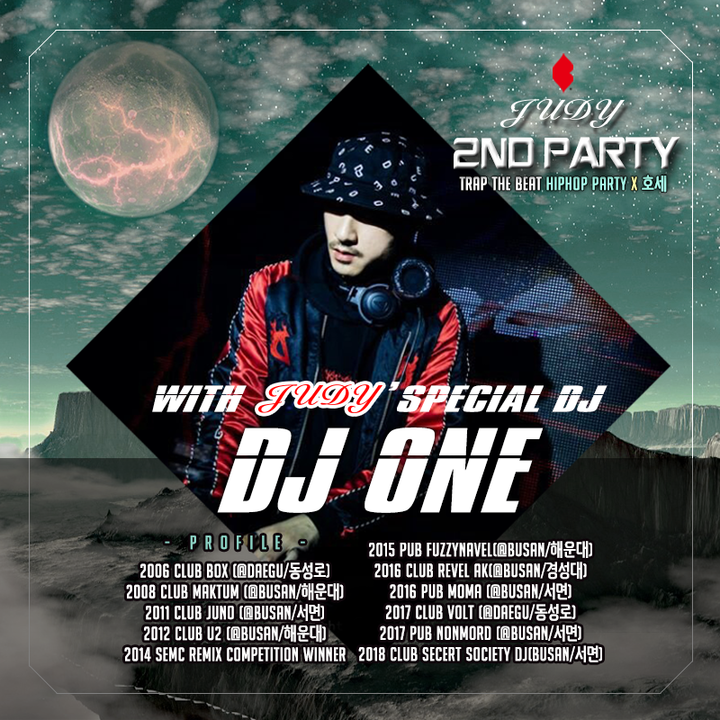 JUDY
2ND PARTY
TRAP THE BEAT HIPHOP PARTY X 호세
WITH JUDY' SPECIAL DJ
DJ ONE
- PROFILE -
2006 CLUB BOX (@DAEGU/동성로)
2008 CLUB MAKTUM (@BUSAN/해운대)
2011 CLUB JUNO (@BUSAN/서면)
2012 CLUB U2 (@BUSAN/해운대)
2014 SEMC REMIX COMPETITION WINNER
2015 PUB FUZZYNAVEL(@BUSAN/해운대)
2016 CLUB REVEL AK(@BUSAN/경성대)
2016 PUB MOMA (@BUSAN/서면)
2017 CLUB VOLT (@DAEGU/동성로)
2017 PUB NONMORD (@BUSAN/서면)
2018 CLUB SECERT SOCIETY DJ(BUSAN/서면)